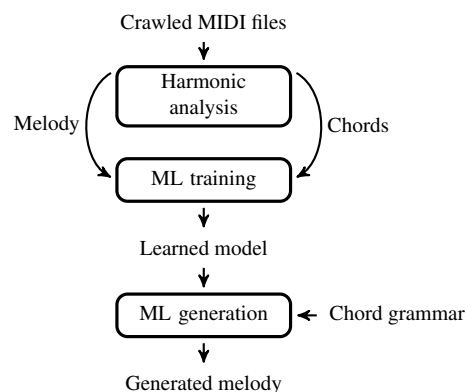 Crawled MIDI files
Harmonic
analysis
Melody
Chords
ML training
Learned model
ML generation
Chord grammar
Generated melody